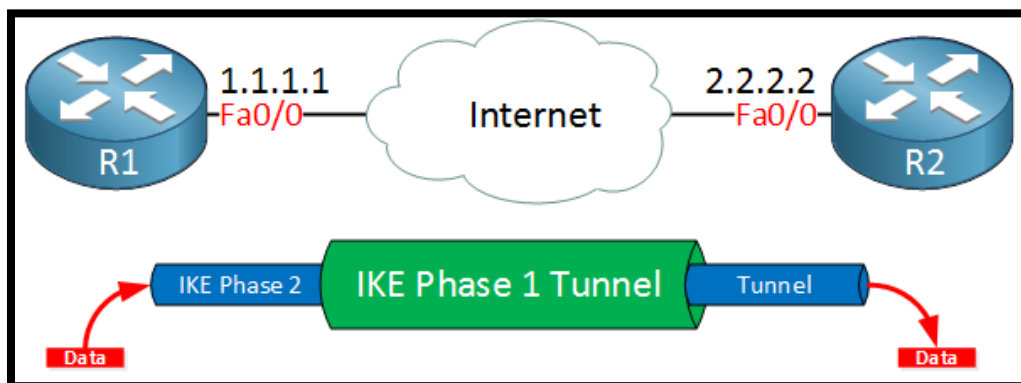 1.1.1.1
Fa0/0
R1
Internet
2.2.2.2
Fa0/0
R2
IKE Phase 2
IKE Phase 1 Tunnel
Tunnel
Data
Data